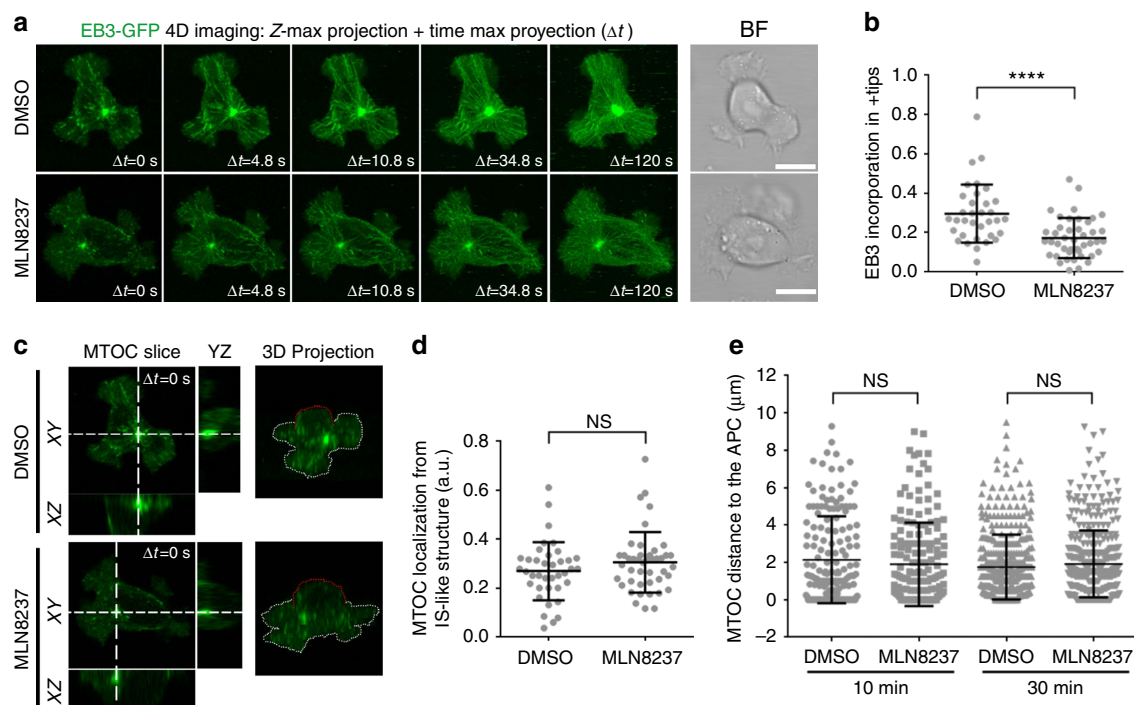 a
EB3-GFP 4D imaging: Z-max projection + time max proyection (Δt)
BF
DMSO
Δt=0 s
Δt=4.8 s
Δt=10.8 s
Δt=34.8 s
Δt=120 s
MLN8237
Δt=0 s
Δt=4.8 s
Δt=10.8 s
Δt=34.8 s
Δt=120 s
b
EB3 incorporation in +tips
1.0
0.8
0.6
0.4
0.2
0.0
****
DMSO
MLN8237
c
MTOC slice
YZ
3D Projection
DMSO
XY
Δt=0 s
XZ
MLN8237
XY
Δt=0 s
XZ
d
MTOC localization from
IS-like structure (a.u.)
0.8
0.6
0.4
0.2
0.0
NS
DMSO
MLN8237
e
MTOC distance to the APC (μm)
12
10
8
6
4
2
0
–2
NS
NS
DMSO
MLN8237
DMSO
MLN8237
10 min
30 min